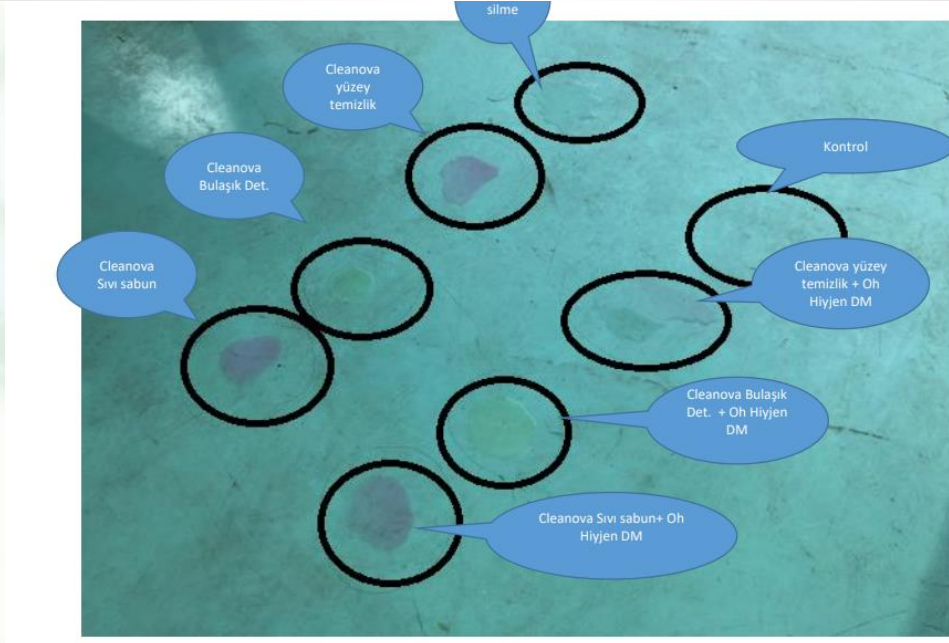 silme
Cleanova
yüzey
temizlik
Kontrol
Cleanova
Bulaşık Det.
Cleanova
Sıvı sabun
Cleanova yüzey
temizlik + Oh
Hiyjen DM
Cleanova Bulaşık
Det. + Oh Hiyjen
DM
Cleanova Sıvı sabun+ Oh
Hiyjen DM